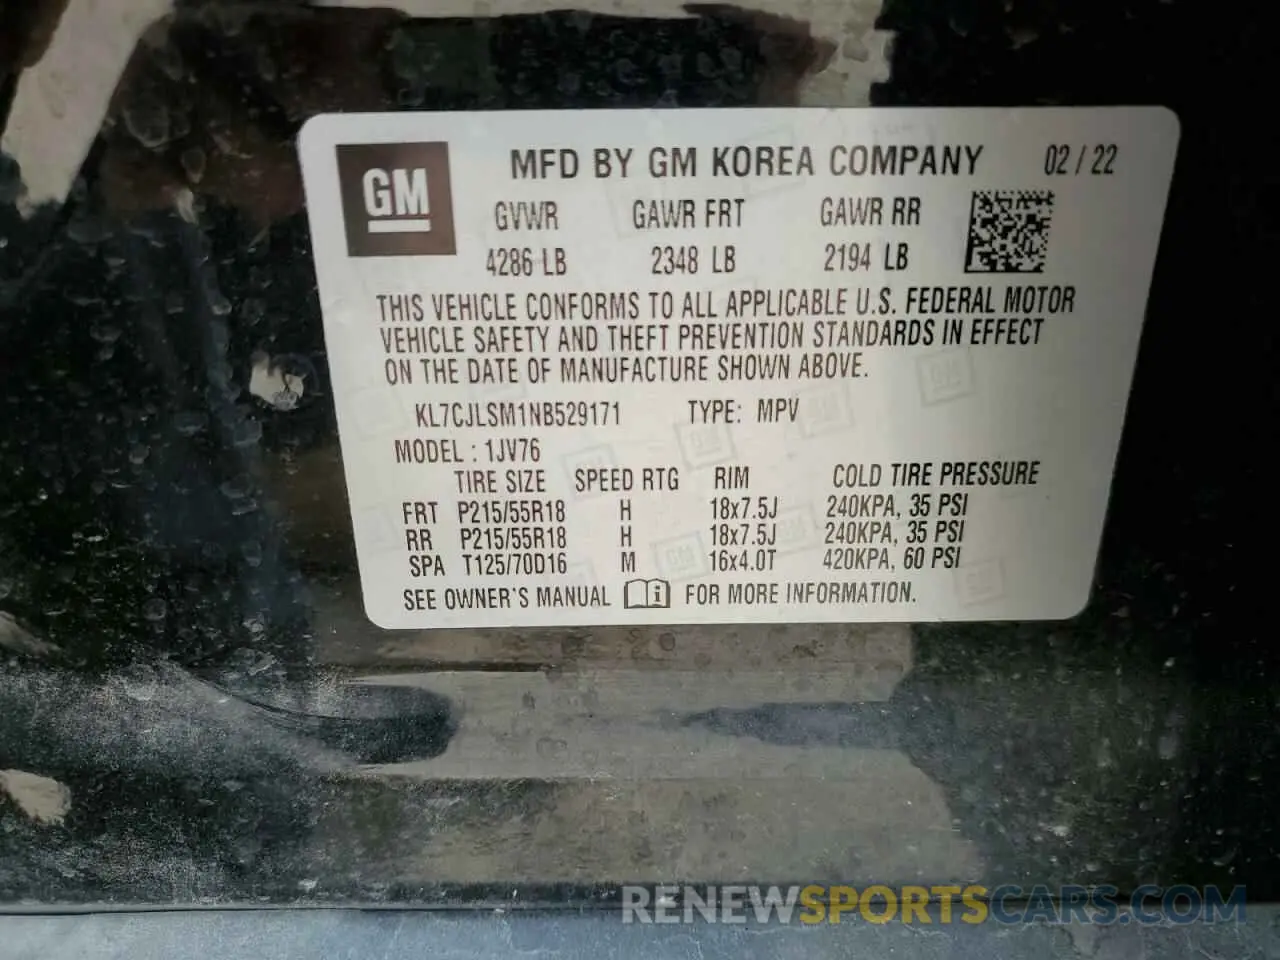 GM
MFD BY GM KOREA COMPANY 02 / 22
GVWR GAWR FRT GAWR RR
4286 LB 2348 LB 2194 LB
THIS VEHICLE CONFORMS TO ALL APPLICABLE U.S. FEDERAL MOTOR
VEHICLE SAFETY AND THEFT PREVENTION STANDARDS IN EFFECT
ON THE DATE OF MANUFACTURE SHOWN ABOVE.
KL7CJLSM1NB529171 TYPE: MPV
MODEL : 1JV76
TIRE SIZE SPEED RTG RIM COLD TIRE PRESSURE
FRT P215/55R18 H 18x7.5J 240KPA, 35 PSI
RR P215/55R18 H 18x7.5J 240KPA, 35 PSI
SPA T125/70D16 M 16x4.0T 420KPA, 60 PSI
SEE OWNER'S MANUAL i FOR MORE INFORMATION.
RENEWSPORTSCARS.COM